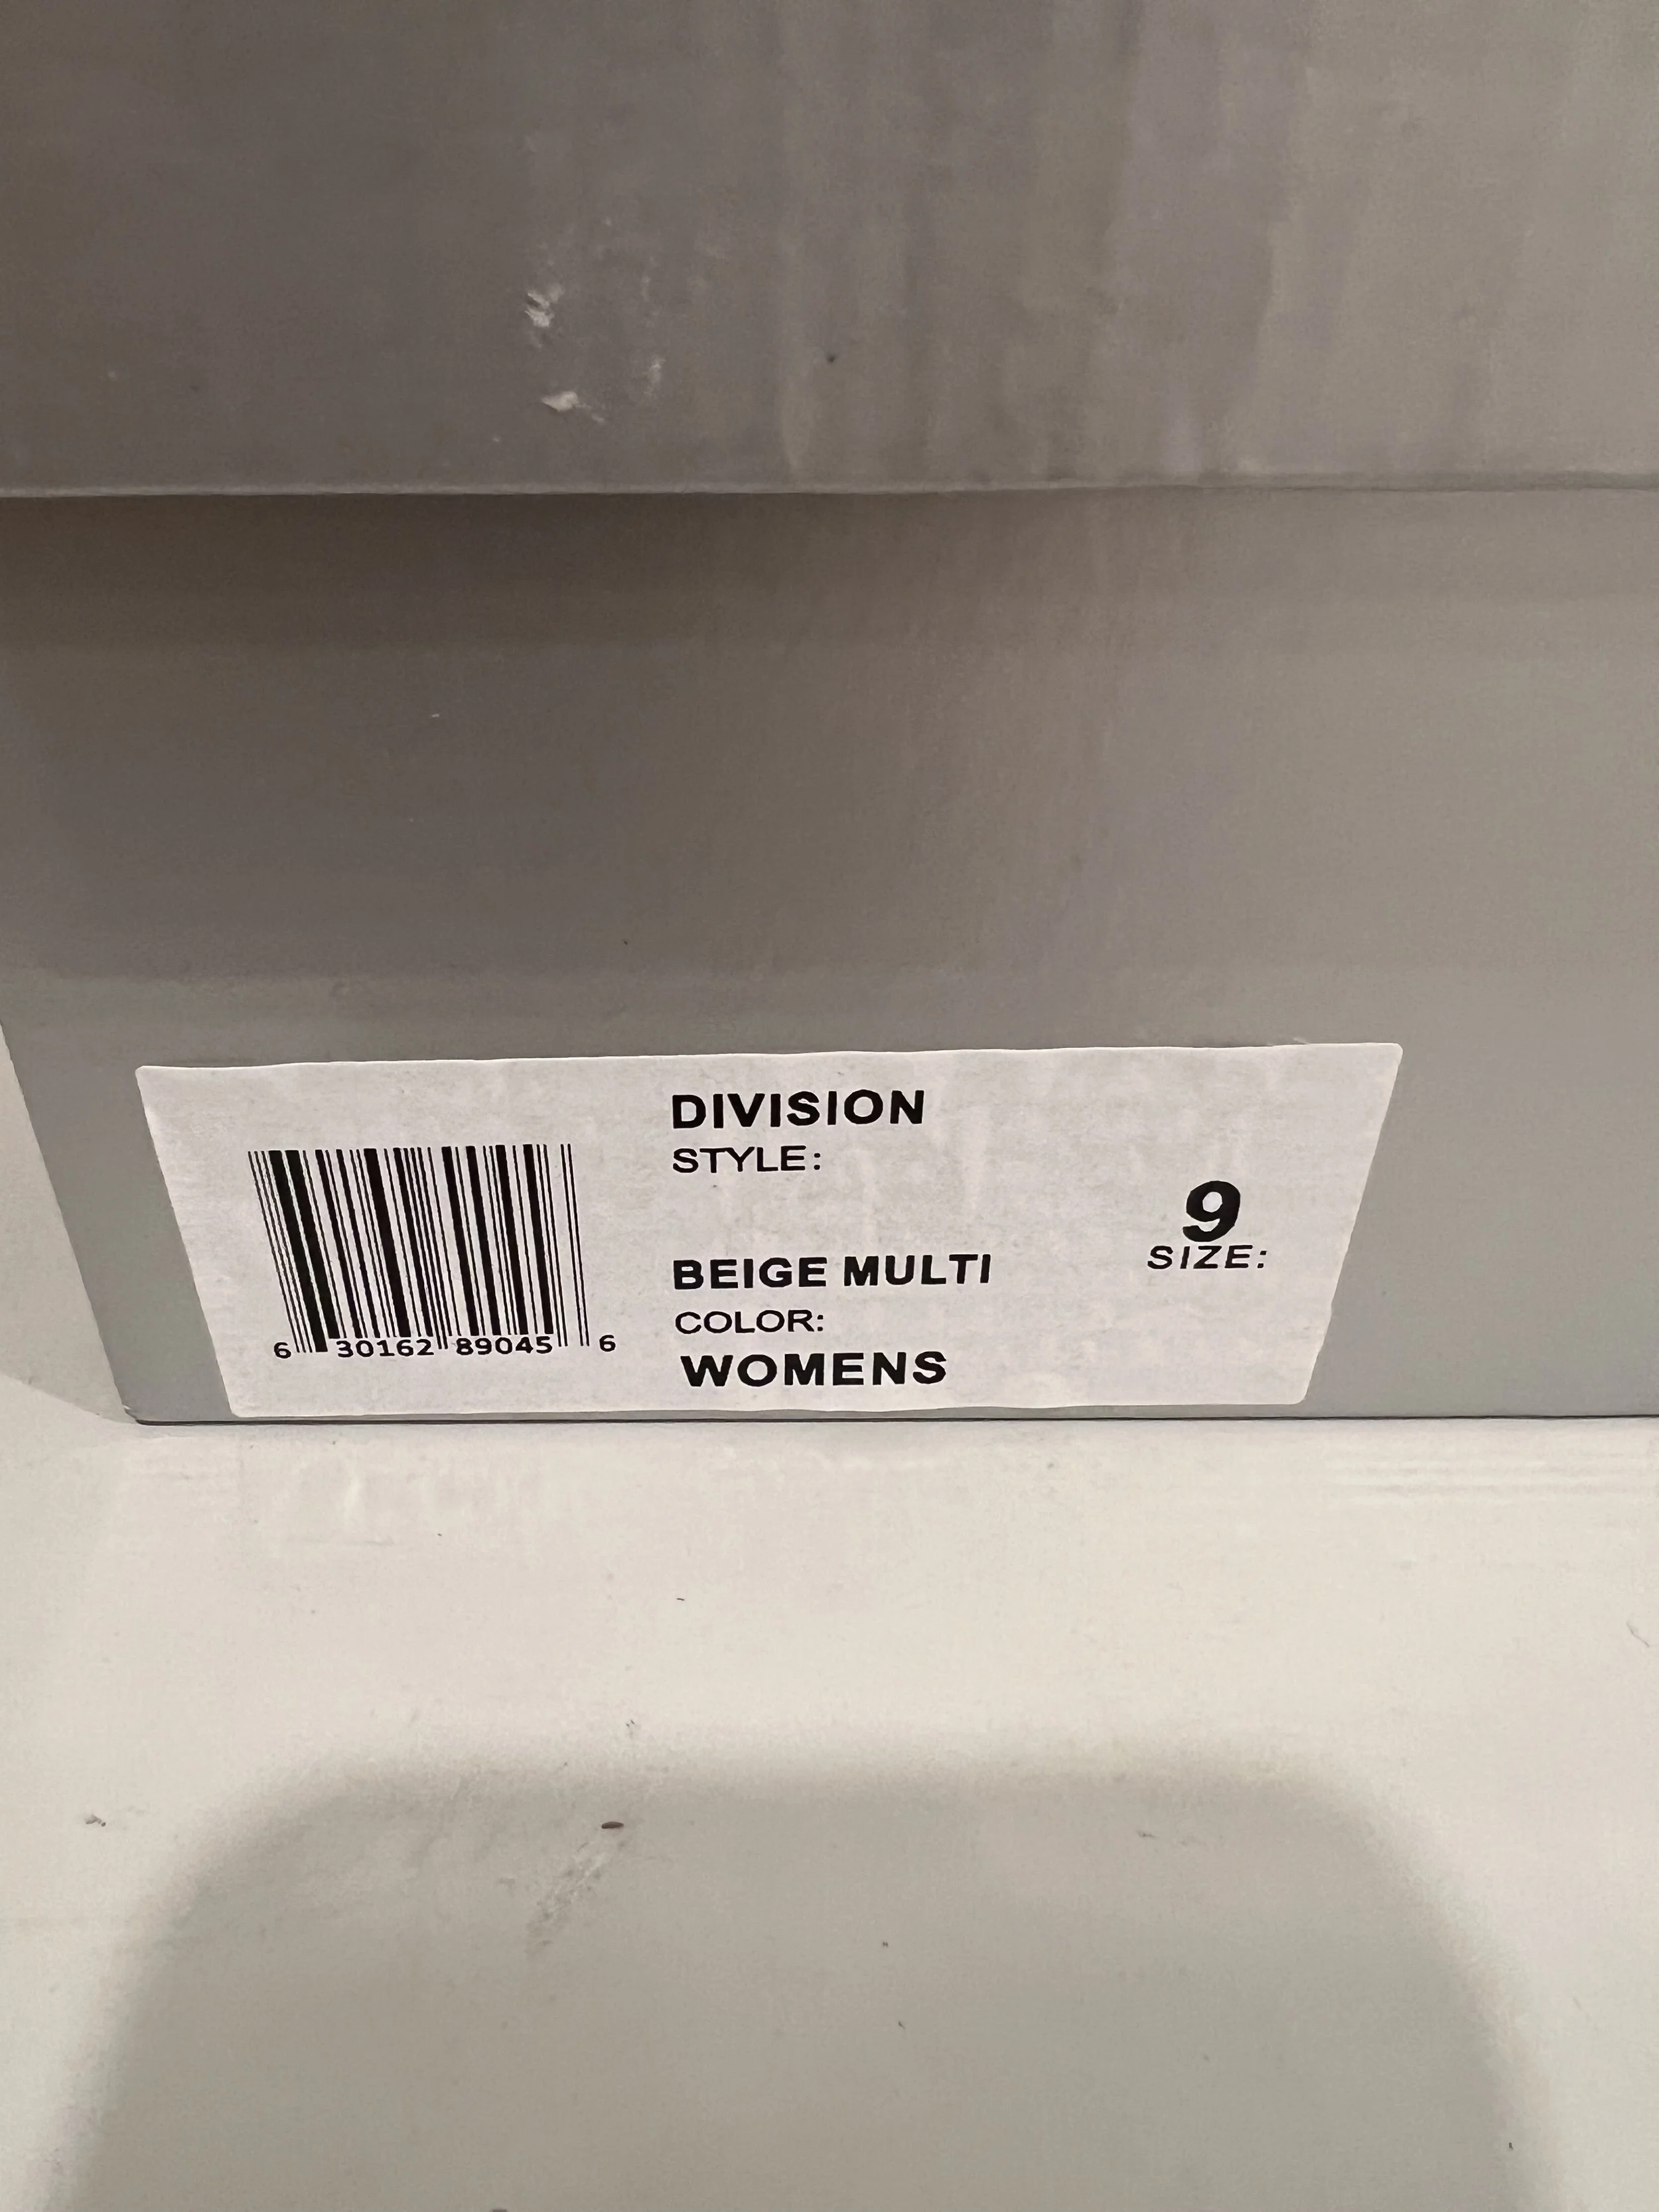 DIVISION
STYLE:
9
SIZE:
BEIGE MULTI
COLOR:
WOMENS
6 30162 89045 6